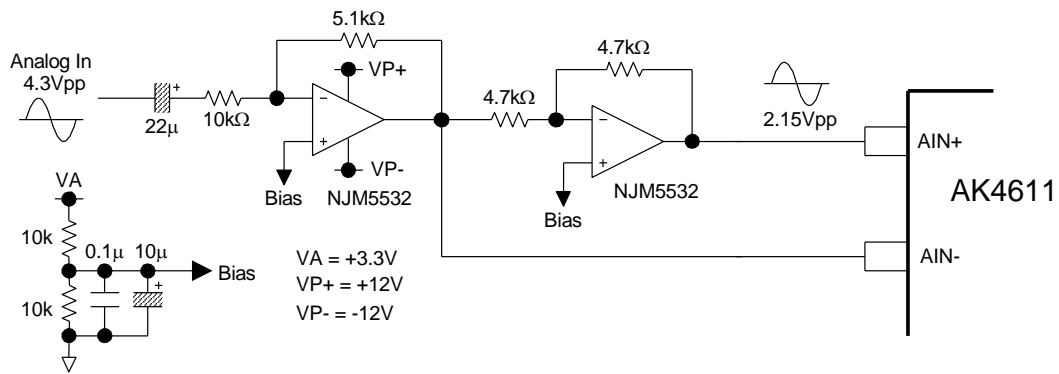 5.1kΩ
Analog In
4.3Vpp
VP+
4.7kΩ
4.7kΩ
2.15Vpp
22μ
10kΩ
−
+
−
+
+
AIN+
VP-
Bias
NJM5532
Bias
NJM5532
AK4611
VA
10k
0.1μ
10μ
+
Bias
10k
VA = +3.3V
VP+ = +12V
VP- = -12V
AIN-